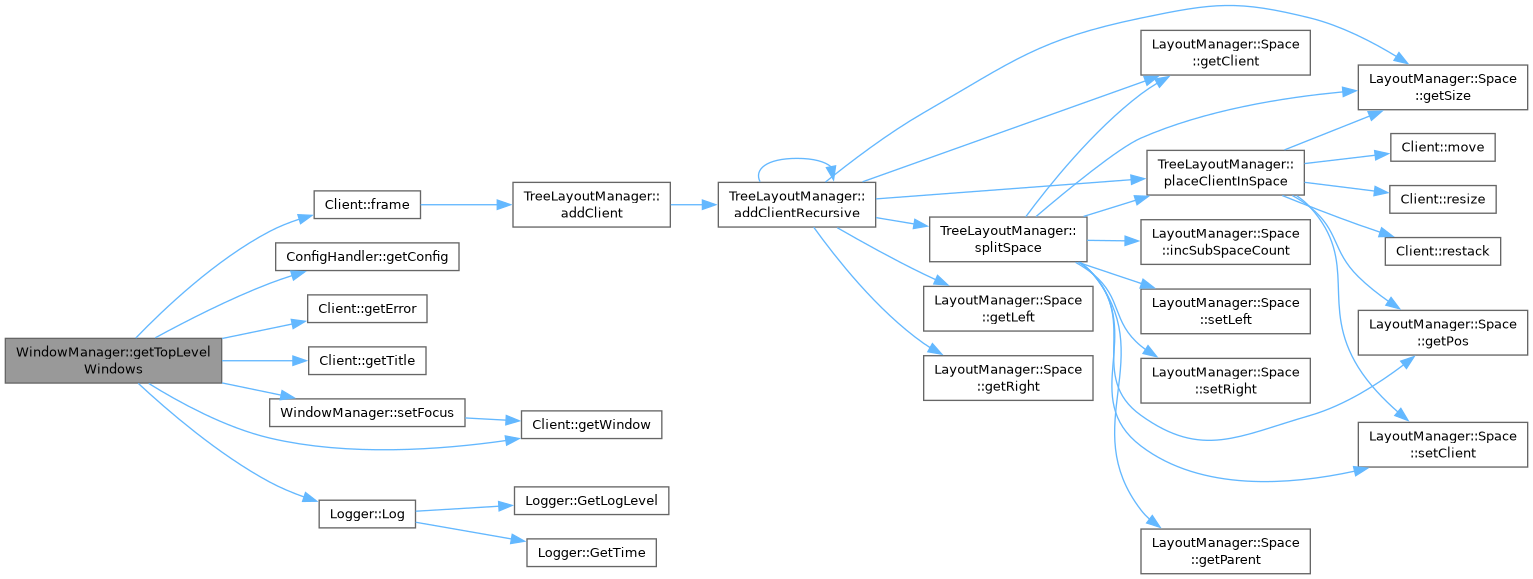 WindowManager::getTopLevel
Windows
Client::frame
ConfigHandler::getConfig
Client::getError
Client::getTitle
WindowManager::setFocus
Client::getWindow
Logger::Log
Logger::GetLogLevel
Logger::GetTime
TreeLayoutManager::
addClient
TreeLayoutManager::
addClientRecursive
TreeLayoutManager::
splitSpace
LayoutManager::Space
::getLeft
LayoutManager::Space
::getRight
LayoutManager::Space
::getClient
TreeLayoutManager::
placeClientInSpace
LayoutManager::Space
::incSubSpaceCount
LayoutManager::Space
::setLeft
LayoutManager::Space
::setRight
LayoutManager::Space
::getParent
LayoutManager::Space
::getSize
Client::move
Client::resize
Client::restack
LayoutManager::Space
::getPos
LayoutManager::Space
::setClient